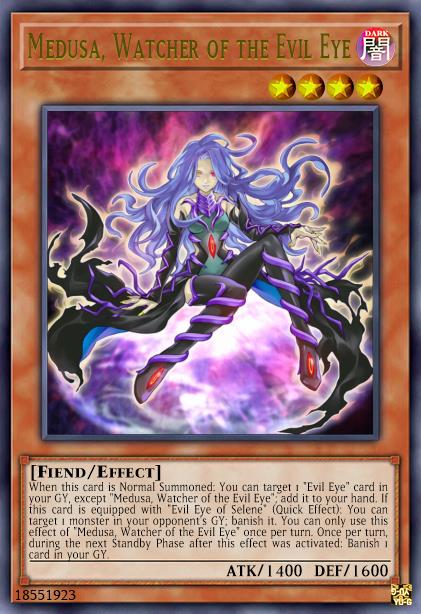 Medusa, Watcher of the Evil Eye
DARK
闇
[Fiend/Effect]
When this card is Normal Summoned: You can target 1 "Evil Eye" card in
your GY, except "Medusa, Watcher of the Evil Eye"; add it to your hand. If
this card is equipped with "Evil Eye of Selene" (Quick Effect): You can
target 1 monster in your opponent's GY; banish it. You can only use this
effect of "Medusa, Watcher of the Evil Eye" once per turn. Once per turn,
during the next Standby Phase after this effect was activated: Banish 1
card in your GY.
ATK/1400 DEF/1600
18551923